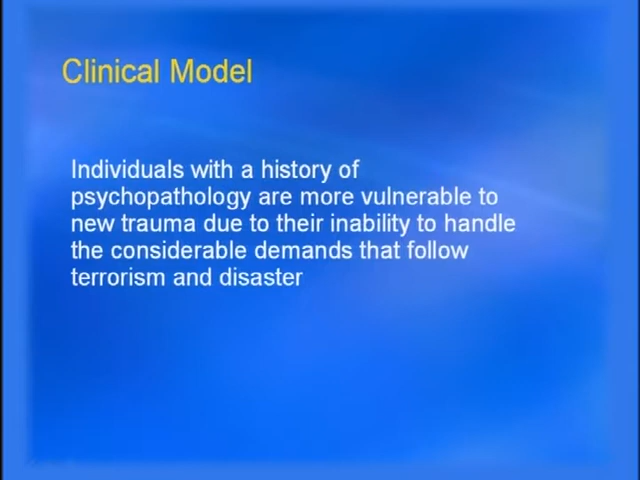 Clinical Model
Individuals with a history of
psychopathology are more vulnerable to
new trauma due to their inability to handle
the considerable demands that follow
terrorism and disaster